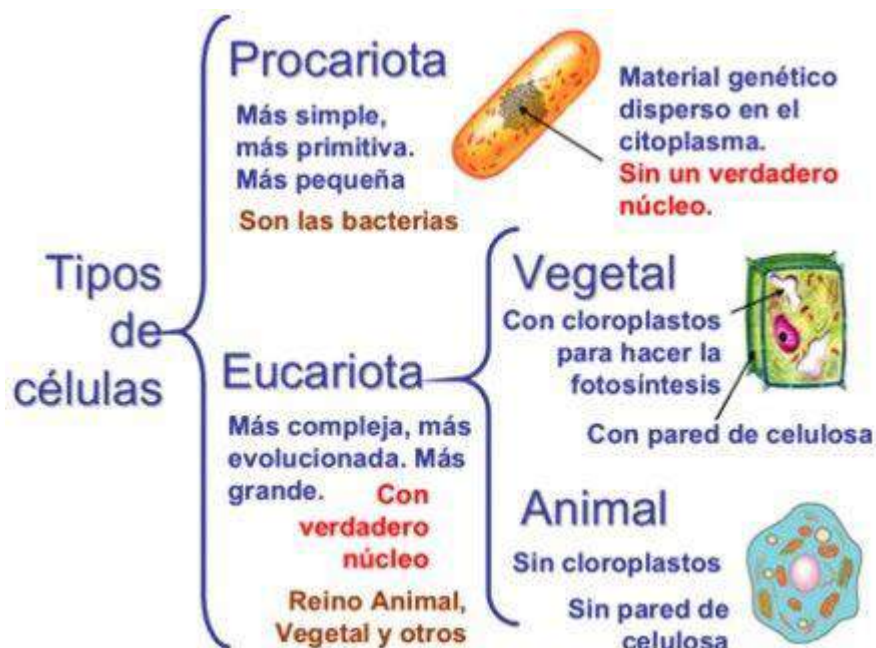 Tipos
de
células
Procariota
Más simple,
más primitiva.
Más pequeña
Son las bacterias
Material genético
disperso en el
citoplasma.
Sin un verdadero
núcleo.
Eucariota
Más compleja, más
evolucionada. Más
grande. Con
verdadero
núcleo
Reino Animal,
Vegetal y otros
Vegetal
Con cloroplastos
para hacer la
fotosíntesis
Con pared de celulosa
Animal
Sin cloroplastos
Sin pared de
celulosa